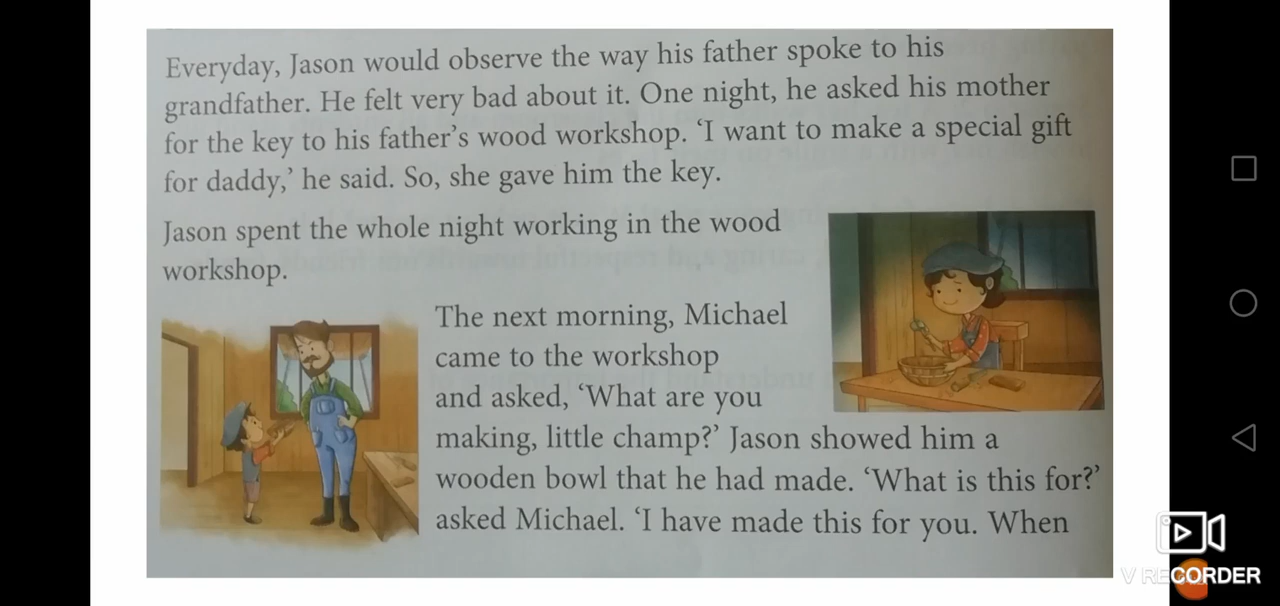 Everyday, Jason would observe the way his father spoke to his
grandfather. He felt very bad about it. One night, he asked his mother
for the key to his father's wood workshop. 'I want to make a special gift
for daddy,' he said. So, she gave him the key.
Jason spent the whole night working in the wood
workshop.
The next morning, Michael
came to the workshop
and asked, 'What are you
making, little champ?' Jason showed him a
wooden bowl that he had made. 'What is this for?'
asked Michael. 'I have made this for you. When
V RECORDER